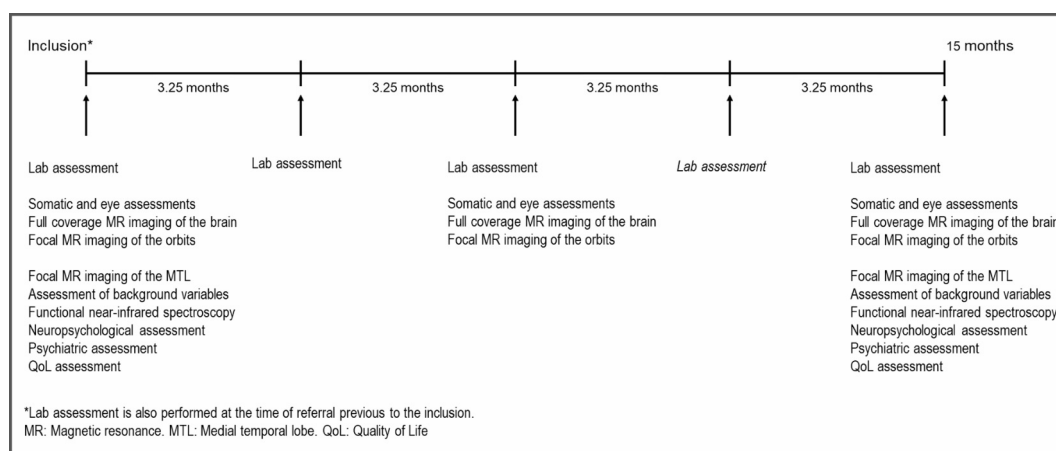 Inclusion*
15 months
3.25 months
3.25 months
3.25 months
3.25 months
Lab assessment
Somatic and eye assessments
Full coverage MR imaging of the brain
Focal MR imaging of the orbits
Focal MR imaging of the MTL
Assessment of background variables
Functional near-infrared spectroscopy
Neuropsychological assessment
Psychiatric assessment
QoL assessment
Lab assessment
Lab assessment
Somatic and eye assessments
Full coverage MR imaging of the brain
Focal MR imaging of the orbits
Lab assessment
Lab assessment
Somatic and eye assessments
Full coverage MR imaging of the brain
Focal MR imaging of the orbits
Focal MR imaging of the MTL
Assessment of background variables
Functional near-infrared spectroscopy
Neuropsychological assessment
Psychiatric assessment
QoL assessment
*Lab assessment is also performed at the time of referral previous to the inclusion.
MR: Magnetic resonance. MTL: Medial temporal lobe. QoL: Quality of Life